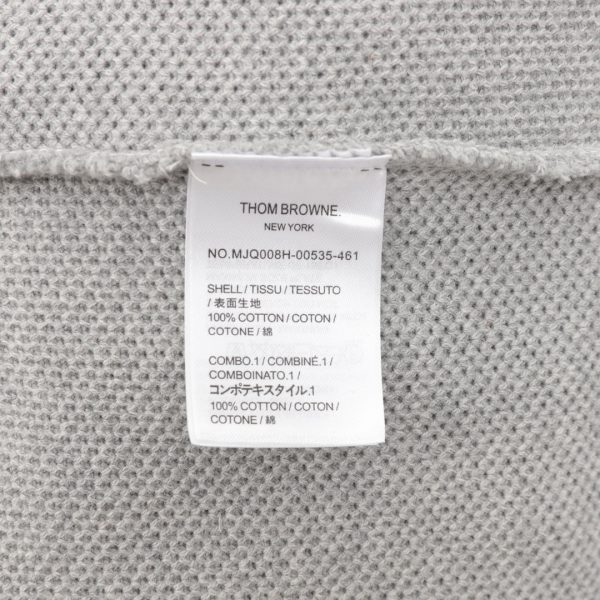 THOM BROWNE.
NEW YORK
NO.MJQ008H-00535-461
SHELL / TISSU / TESSUTO
/ 表面生地
100% COTTON / COTON /
COTONE / 綿
COMBO.1 / COMBINÉ.1 /
COMBOINATO.1 /
コンポテキスタイル.1
100% COTTON / COTON /
COTONE / 綿